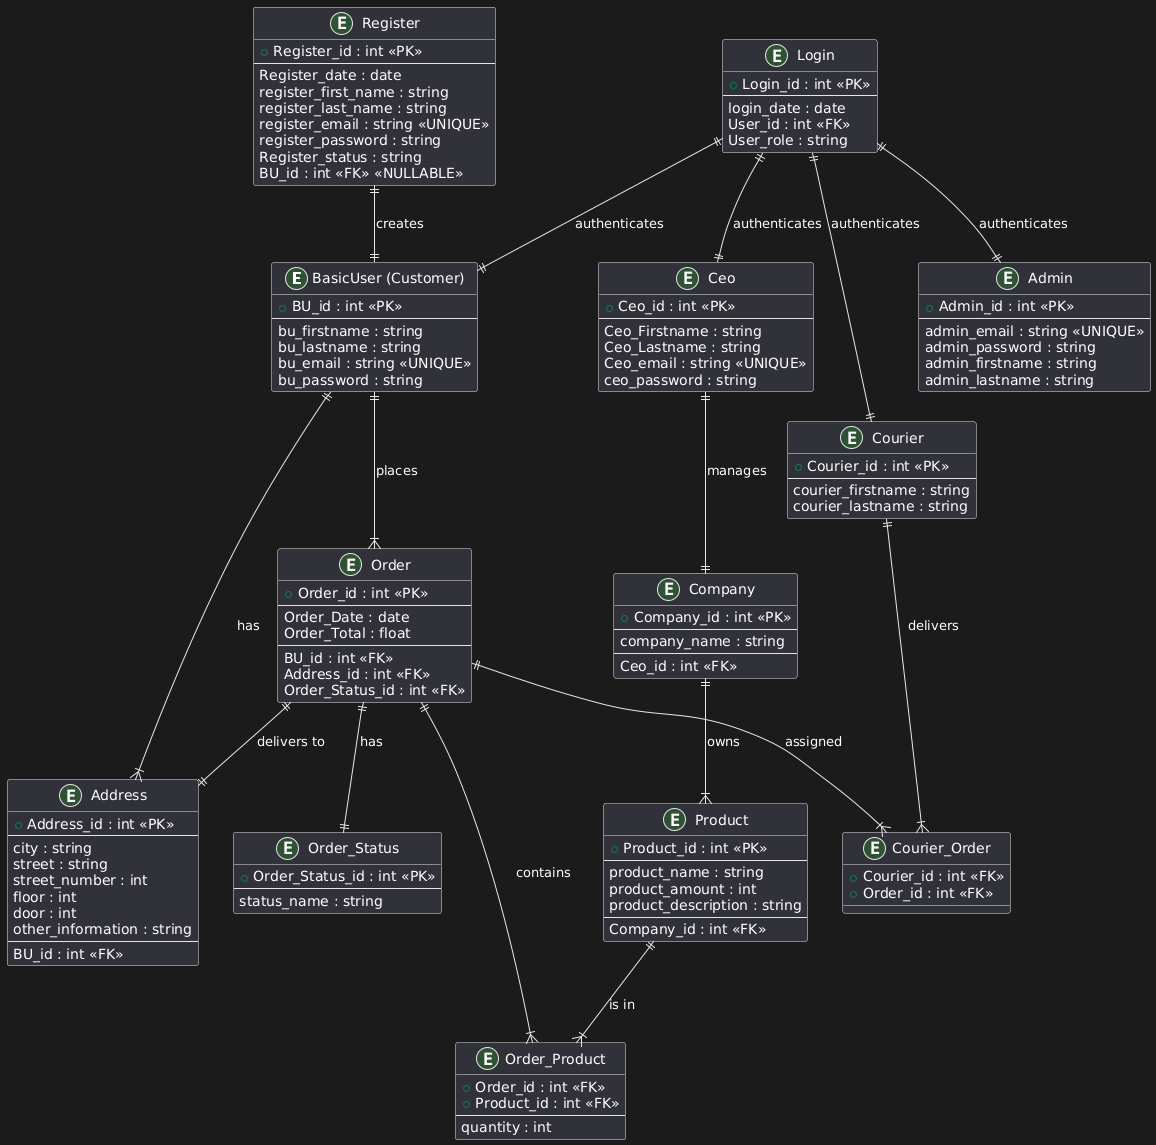 E Register
Register_id : int «PK»
Register_date : date
register_first_name : string
register_last_name : string
register_email : string «UNIQUE»
register_password : string
Register_status : string
BU_id : int «FK» «NULLABLE»
E Login
Login_id : int «PK»
login_date : date
User_id : int «FK»
User_role : string
creates
authenticates
authenticates
authenticates
authenticates
E BasicUser (Customer)
BU_id : int «PK»
bu_firstname : string
bu_lastname : string
bu_email : string «UNIQUE»
bu_password : string
E Ceo
Ceo_id : int «PK»
Ceo_Firstname : string
Ceo_Lastname : string
Ceo_email : string «UNIQUE»
ceo_password : string
E Admin
Admin_id : int «PK»
admin_email : string «UNIQUE»
admin_password : string
admin_firstname : string
admin_lastname : string
E Courier
Courier_id : int «PK»
courier_firstname : string
courier_lastname : string
places
manages
E Order
Order_id : int «PK»
Order_Date : date
Order_Total : float
BU_id : int «FK»
Address_id : int «FK»
Order_Status_id : int «FK»
E Company
Company_id : int «PK»
company_name : string
Ceo_id : int «FK»
has
delivers
delivers to
has
owns
assigned
E Address
Address_id : int «PK»
city : string
street : string
street_number : int
floor : int
door : int
other_information : string
BU_id : int «FK»
E Order_Status
Order_Status_id : int «PK»
status_name : string
contains
E Product
Product_id : int «PK»
product_name : string
product_amount : int
product_description : string
Company_id : int «FK»
E Courier_Order
Courier_id : int «FK»
Order_id : int «FK»
is in
E Order_Product
Order_id : int «FK»
Product_id : int «FK»
quantity : int